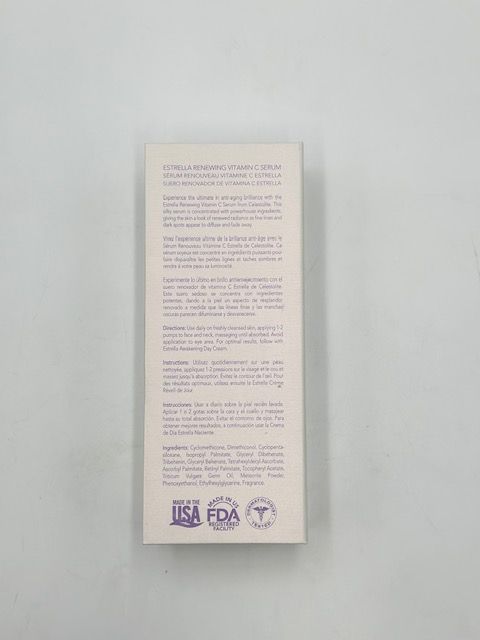 ESTRELLA RENEWING VITAMIN C SERUM
SÉRUM RENOUVEAU VITAMINE C ESTRELLA
SUERO RENOVADOR DE VITAMINA C ESTRELLA
Experience the ultimate in anti-aging brilliance with the
Estrella Renewing Vitamin C Serum from Celestolite. This
silky serum is concentrated with powerhouse ingredients,
giving the skin a look of renewed radiance as fine lines and
dark spots appear to diffuse and fade away.
Vivez l'expérience ultime de la brillance anti-âge avec le
Sérum Renouveau Vitamine C Estrella de Celestolite. Ce
sérum soyeux est concentré en ingrédients puissants pour
faire disparaître les petites lignes et taches sombres et
rendre à votre peau sa luminosité.
Experimente lo último en brillo antienvejecimiento con el
suero renovador de vitamina C Estrella de Celestolite.
Este suero sedoso se concentra con ingredientes
potentes, dando a la piel un aspecto de resplandor
renovado a medida que las líneas finas y las manchas
oscuras parecen difuminarse y desvanecerse.
Directions: Use daily on freshly cleansed skin, applying 1-2
pumps to face and neck, massaging until absorbed. Avoid
application to eye area. For optimal results, follow with
Estrella Awakening Day Cream.
Instructions: Utilisez quotidiennement sur une peau
nettoyée, appliquez 1-2 pressions sur le visage et le cou et
massez jusqu'à absorption. Évitez le contour de l'œil. Pour
des résultats optimaux, utilisez ensuite la Estrella Crème
Réveil de Jour.
Instrucciones: Usar a diario sobre la piel recién lavada.
Aplicar 1 o 2 gotas sobre la cara y el cuello y masajear
hasta su total absorción. Evitar el contorno de ojos. Para
obtener mejores resultados, a continuación usar la Crema
de Día Estrella Naciente.
Ingredients: Cyclomethicone, Dimethiconol, Cyclopenta-
siloxane, Isopropyl Palmitate, Glyceryl Dibehenate,
Tribehenin, Glyceryl Behenate, Tetrahexyldecyl Ascorbate,
Ascorbyl Palmitate, Retinyl Palmitate, Tocopheryl Acetate,
Triticum Vulgare Germ Oil, Meteorite Powder,
Phenoxyethanol, Ethylhexylglycerine, Fragrance.
MADE IN THE
USA
MADE IN US
FDA
REGISTERED
FACILITY
DERMATOLOGIST
TESTED